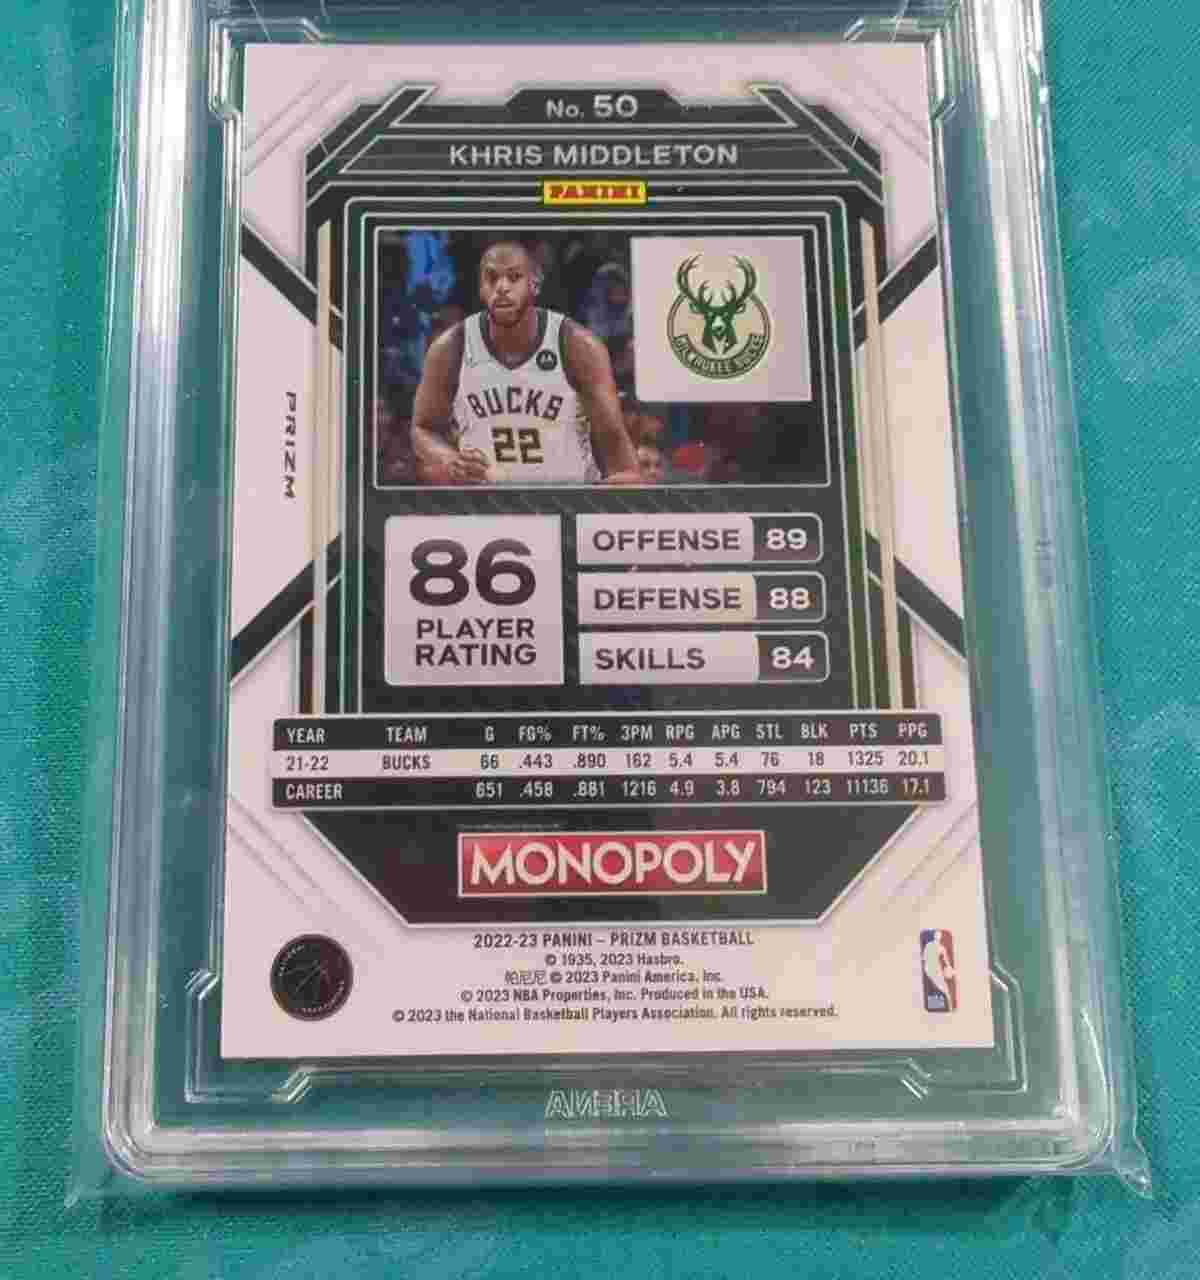 No. 50
KHRIS MIDDLETON
PANINI
MILWAUKEE BUCKS
BUCKS
22
PRIZM
86
PLAYER
RATING
OFFENSE 89
DEFENSE 88
SKILLS 84
YEAR TEAM G FG% FT% 3PM RPG APG STL BLK PTS PPG
21-22 BUCKS 66 .443 .890 162 5.4 5.4 76 18 1325 20.1
CAREER 651 .458 .881 1216 4.9 3.8 794 123 11136 17.1
MONOPOLY
2022-23 PANINI – PRIZM BASKETBALL
© 1935, 2023 Hasbro.
帕尼尼 © 2023 Panini America, Inc.
© 2023 NBA Properties, Inc. Produced in the USA.
© 2023 the National Basketball Players Association. All rights reserved.